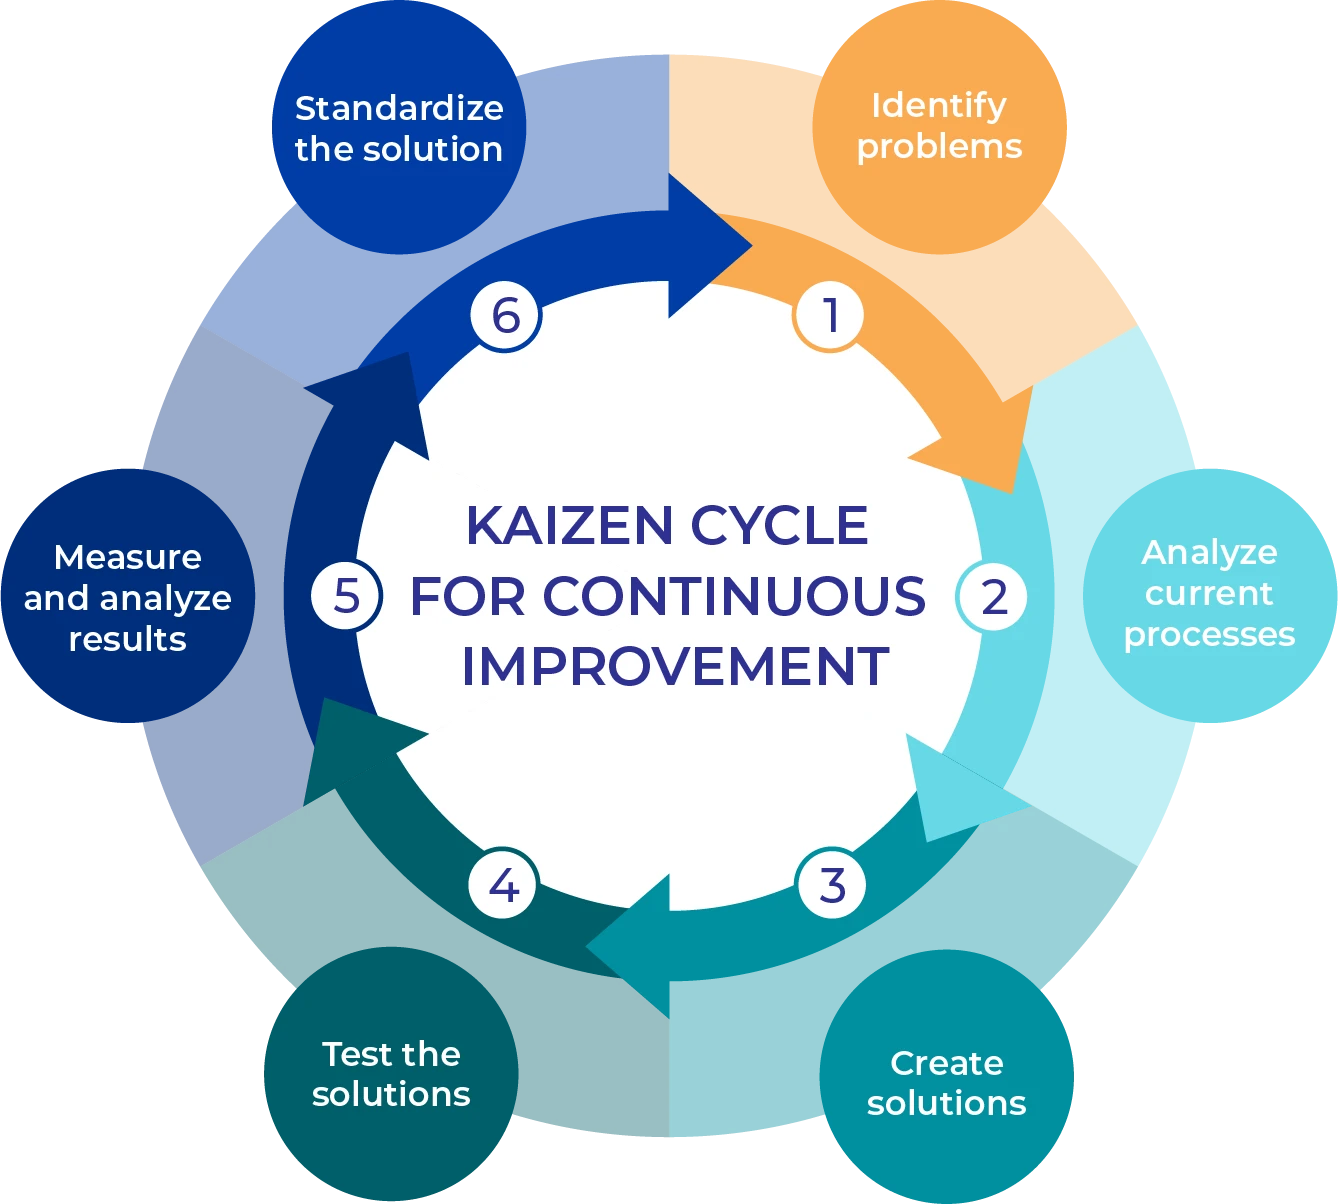 KAIZEN CYCLE
FOR CONTINUOUS
IMPROVEMENT
1
Identify
problems
2
Analyze
current
processes
3
Create
solutions
4
Test the
solutions
5
Measure
and analyze
results
6
Standardize
the solution